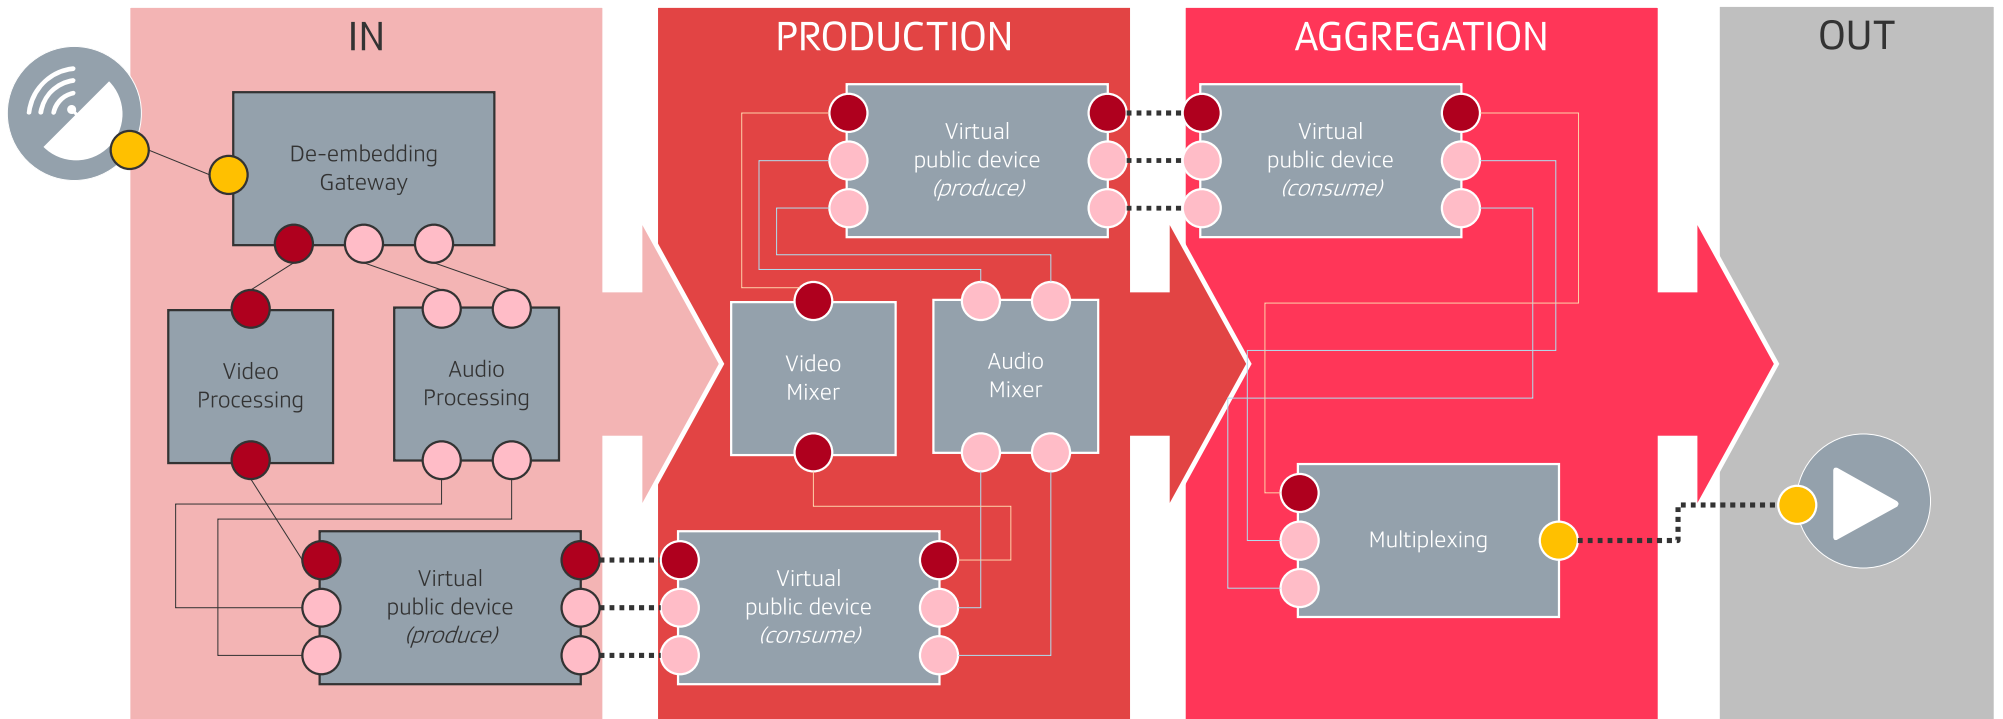 IN
De-embedding
Gateway
Video
Processing
Audio
Processing
Virtual
public device
(produce)
PRODUCTION
Virtual
public device
(produce)
Video
Mixer
Audio
Mixer
Virtual
public device
(consume)
AGGREGATION
Virtual
public device
(consume)
Multiplexing
OUT